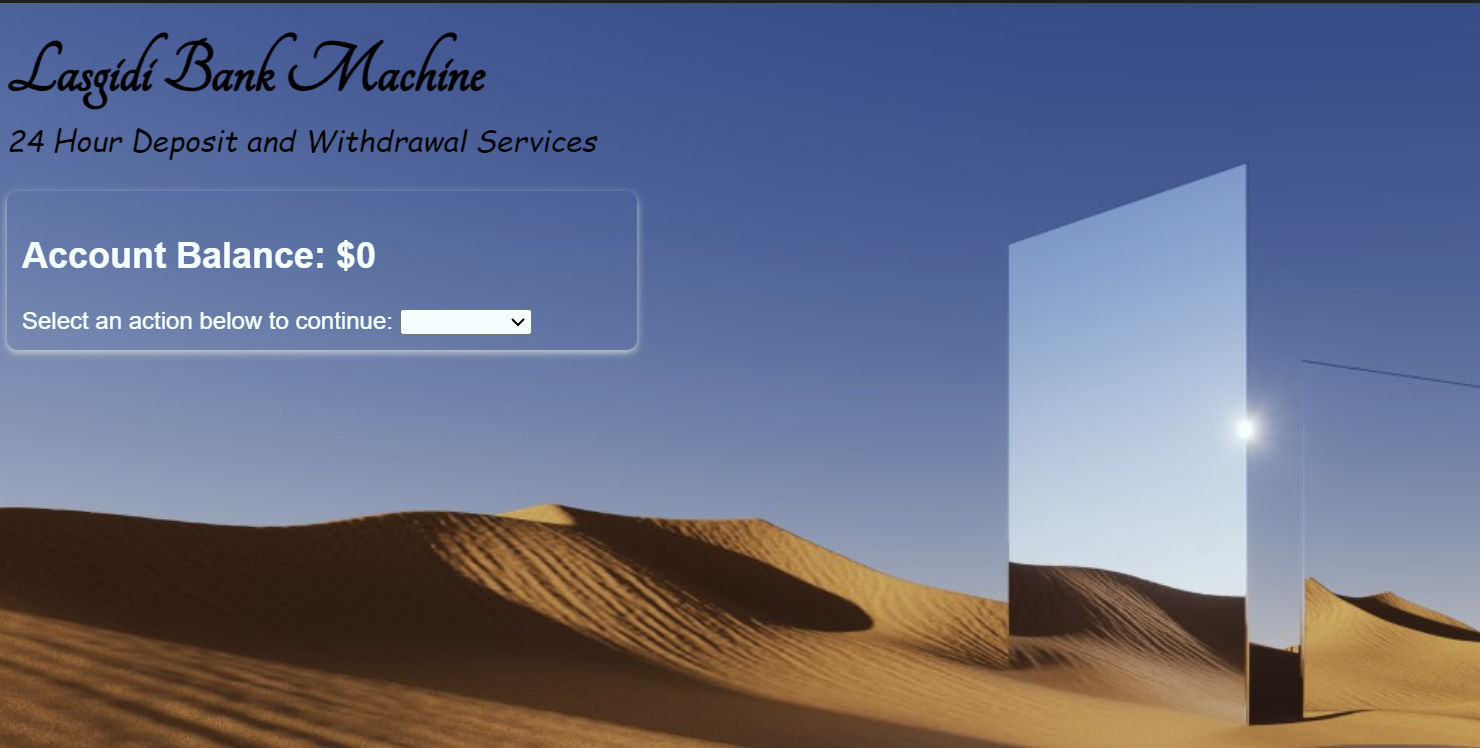 Lasgidi Bank Machine
24 Hour Deposit and Withdrawal Services
Account Balance: $0
Select an action below to continue: